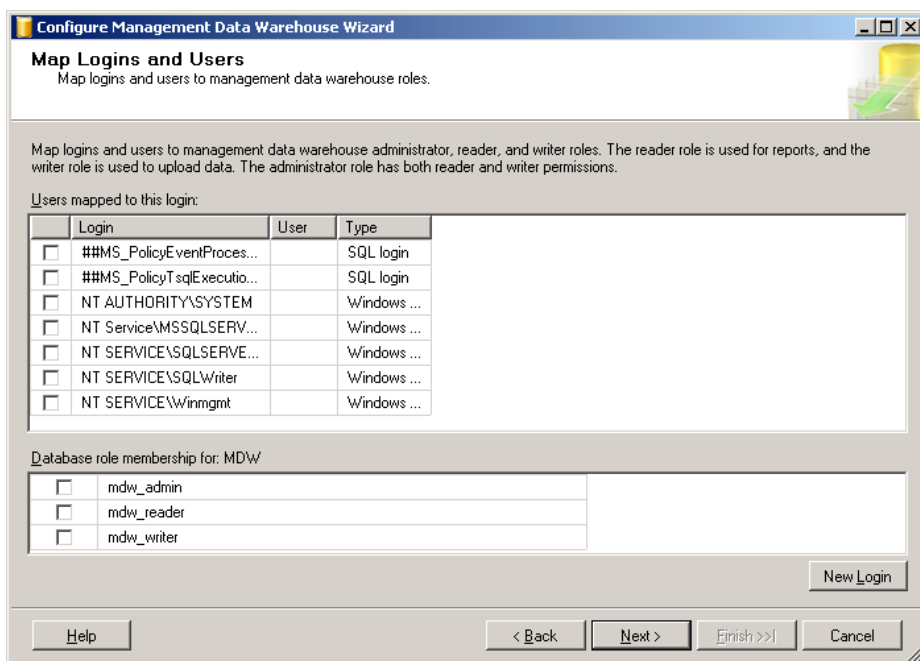 Configure Management Data Warehouse Wizard
Map Logins and Users
Map logins and users to management data warehouse roles.
Map logins and users to management data warehouse administrator, reader, and writer roles. The reader role is used for reports, and the
writer role is used to upload data. The administrator role has both reader and writer permissions.
Users mapped to this login:
Login User Type
##MS_PolicyEventProces... SQL login
##MS_PolicyTsqlExecutio... SQL login
NT AUTHORITY\SYSTEM Windows ...
NT Service\MSSQLSERV... Windows ...
NT SERVICE\SQLSERVE... Windows ...
NT SERVICE\SQLWriter Windows ...
NT SERVICE\Winmgmt Windows ...
Database role membership for: MDW
mdw_admin
mdw_reader
mdw_writer
New Login
Help < Back Next > Finish >>| Cancel